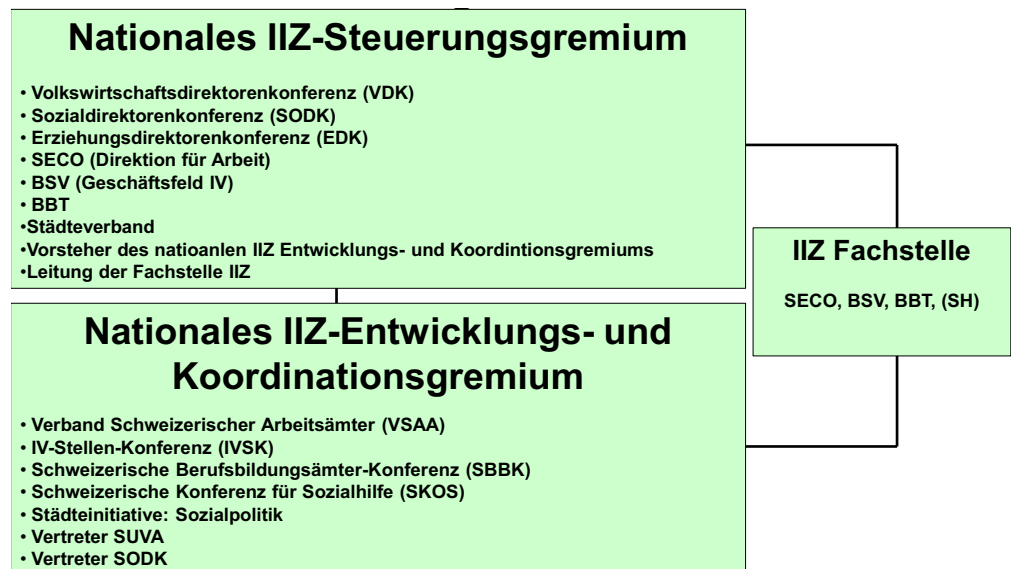 Nationales IIZ-Steuerungsgremium
• Volkswirtschaftsdirektorenkonferenz (VDK)
• Sozialdirektorenkonferenz (SODK)
• Erziehungsdirektorenkonferenz (EDK)
• SECO (Direktion für Arbeit)
• BSV (Geschäftsfeld IV)
• BBT
•Städteverband
•Vorsteher des natioanlen IIZ Entwicklungs- und Koordintionsgremiums
•Leitung der Fachstelle IIZ
IIZ Fachstelle
SECO, BSV, BBT, (SH)
Nationales IIZ-Entwicklungs- und
Koordinationsgremium
• Verband Schweizerischer Arbeitsämter (VSAA)
• IV-Stellen-Konferenz (IVSK)
• Schweizerische Berufsbildungsämter-Konferenz (SBBK)
• Schweizerische Konferenz für Sozialhilfe (SKOS)
• Städteinitiative: Sozialpolitik
• Vertreter SUVA
• Vertreter SODK